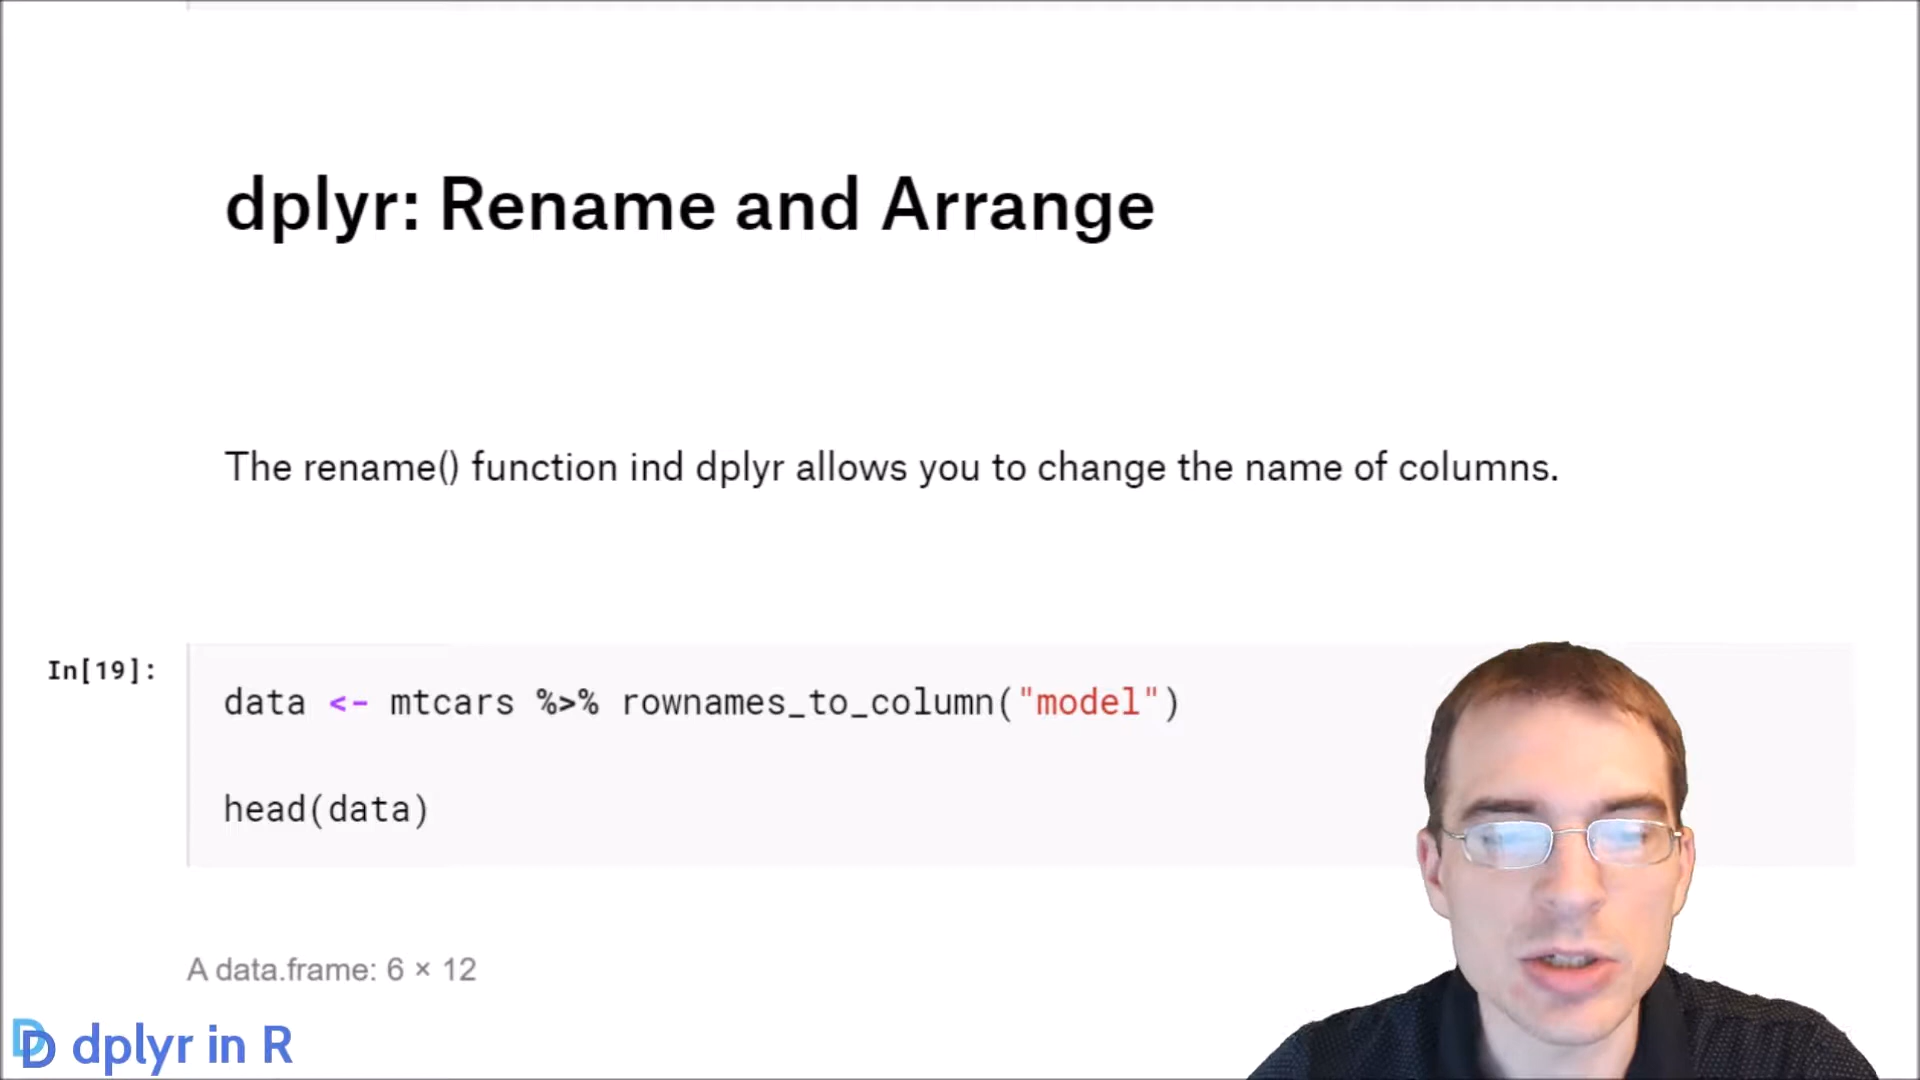 dplyr: Rename and Arrange
The rename() function ind dplyr allows you to change the name of columns.
In[19]:
data <- mtcars %>% rownames_to_column("model")
head(data)
A data.frame: 6 × 12
dplyr in R